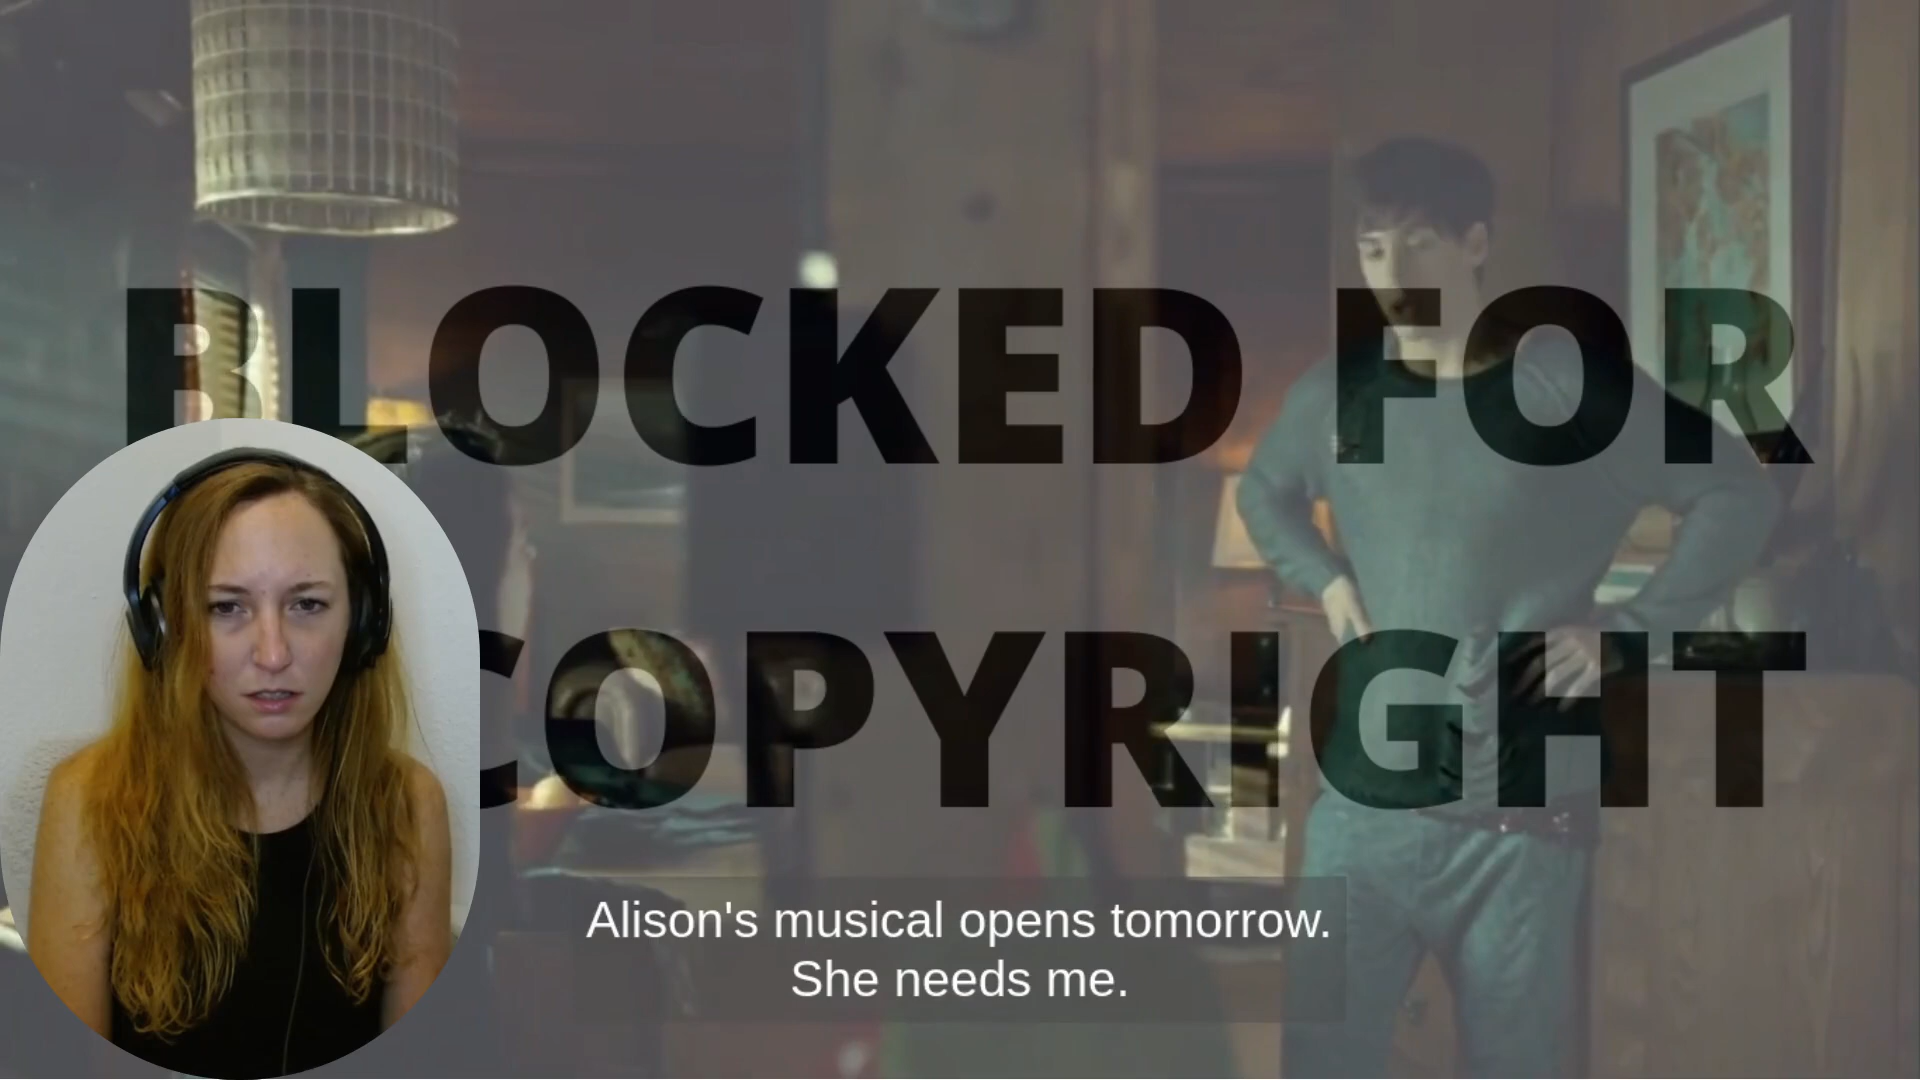 BLOCKED FOR
COPYRIGHT
Alison's musical opens tomorrow.
She needs me.